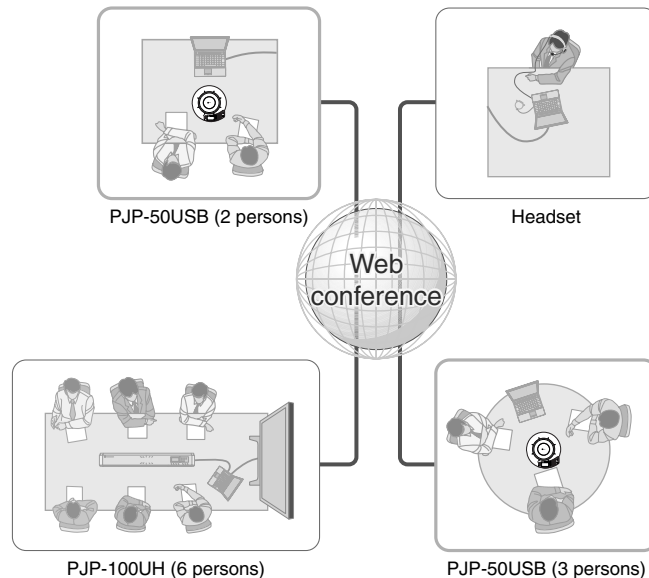 PJP-50USB (2 persons)
Headset
Web
conference
PJP-100UH (6 persons)
PJP-50USB (3 persons)